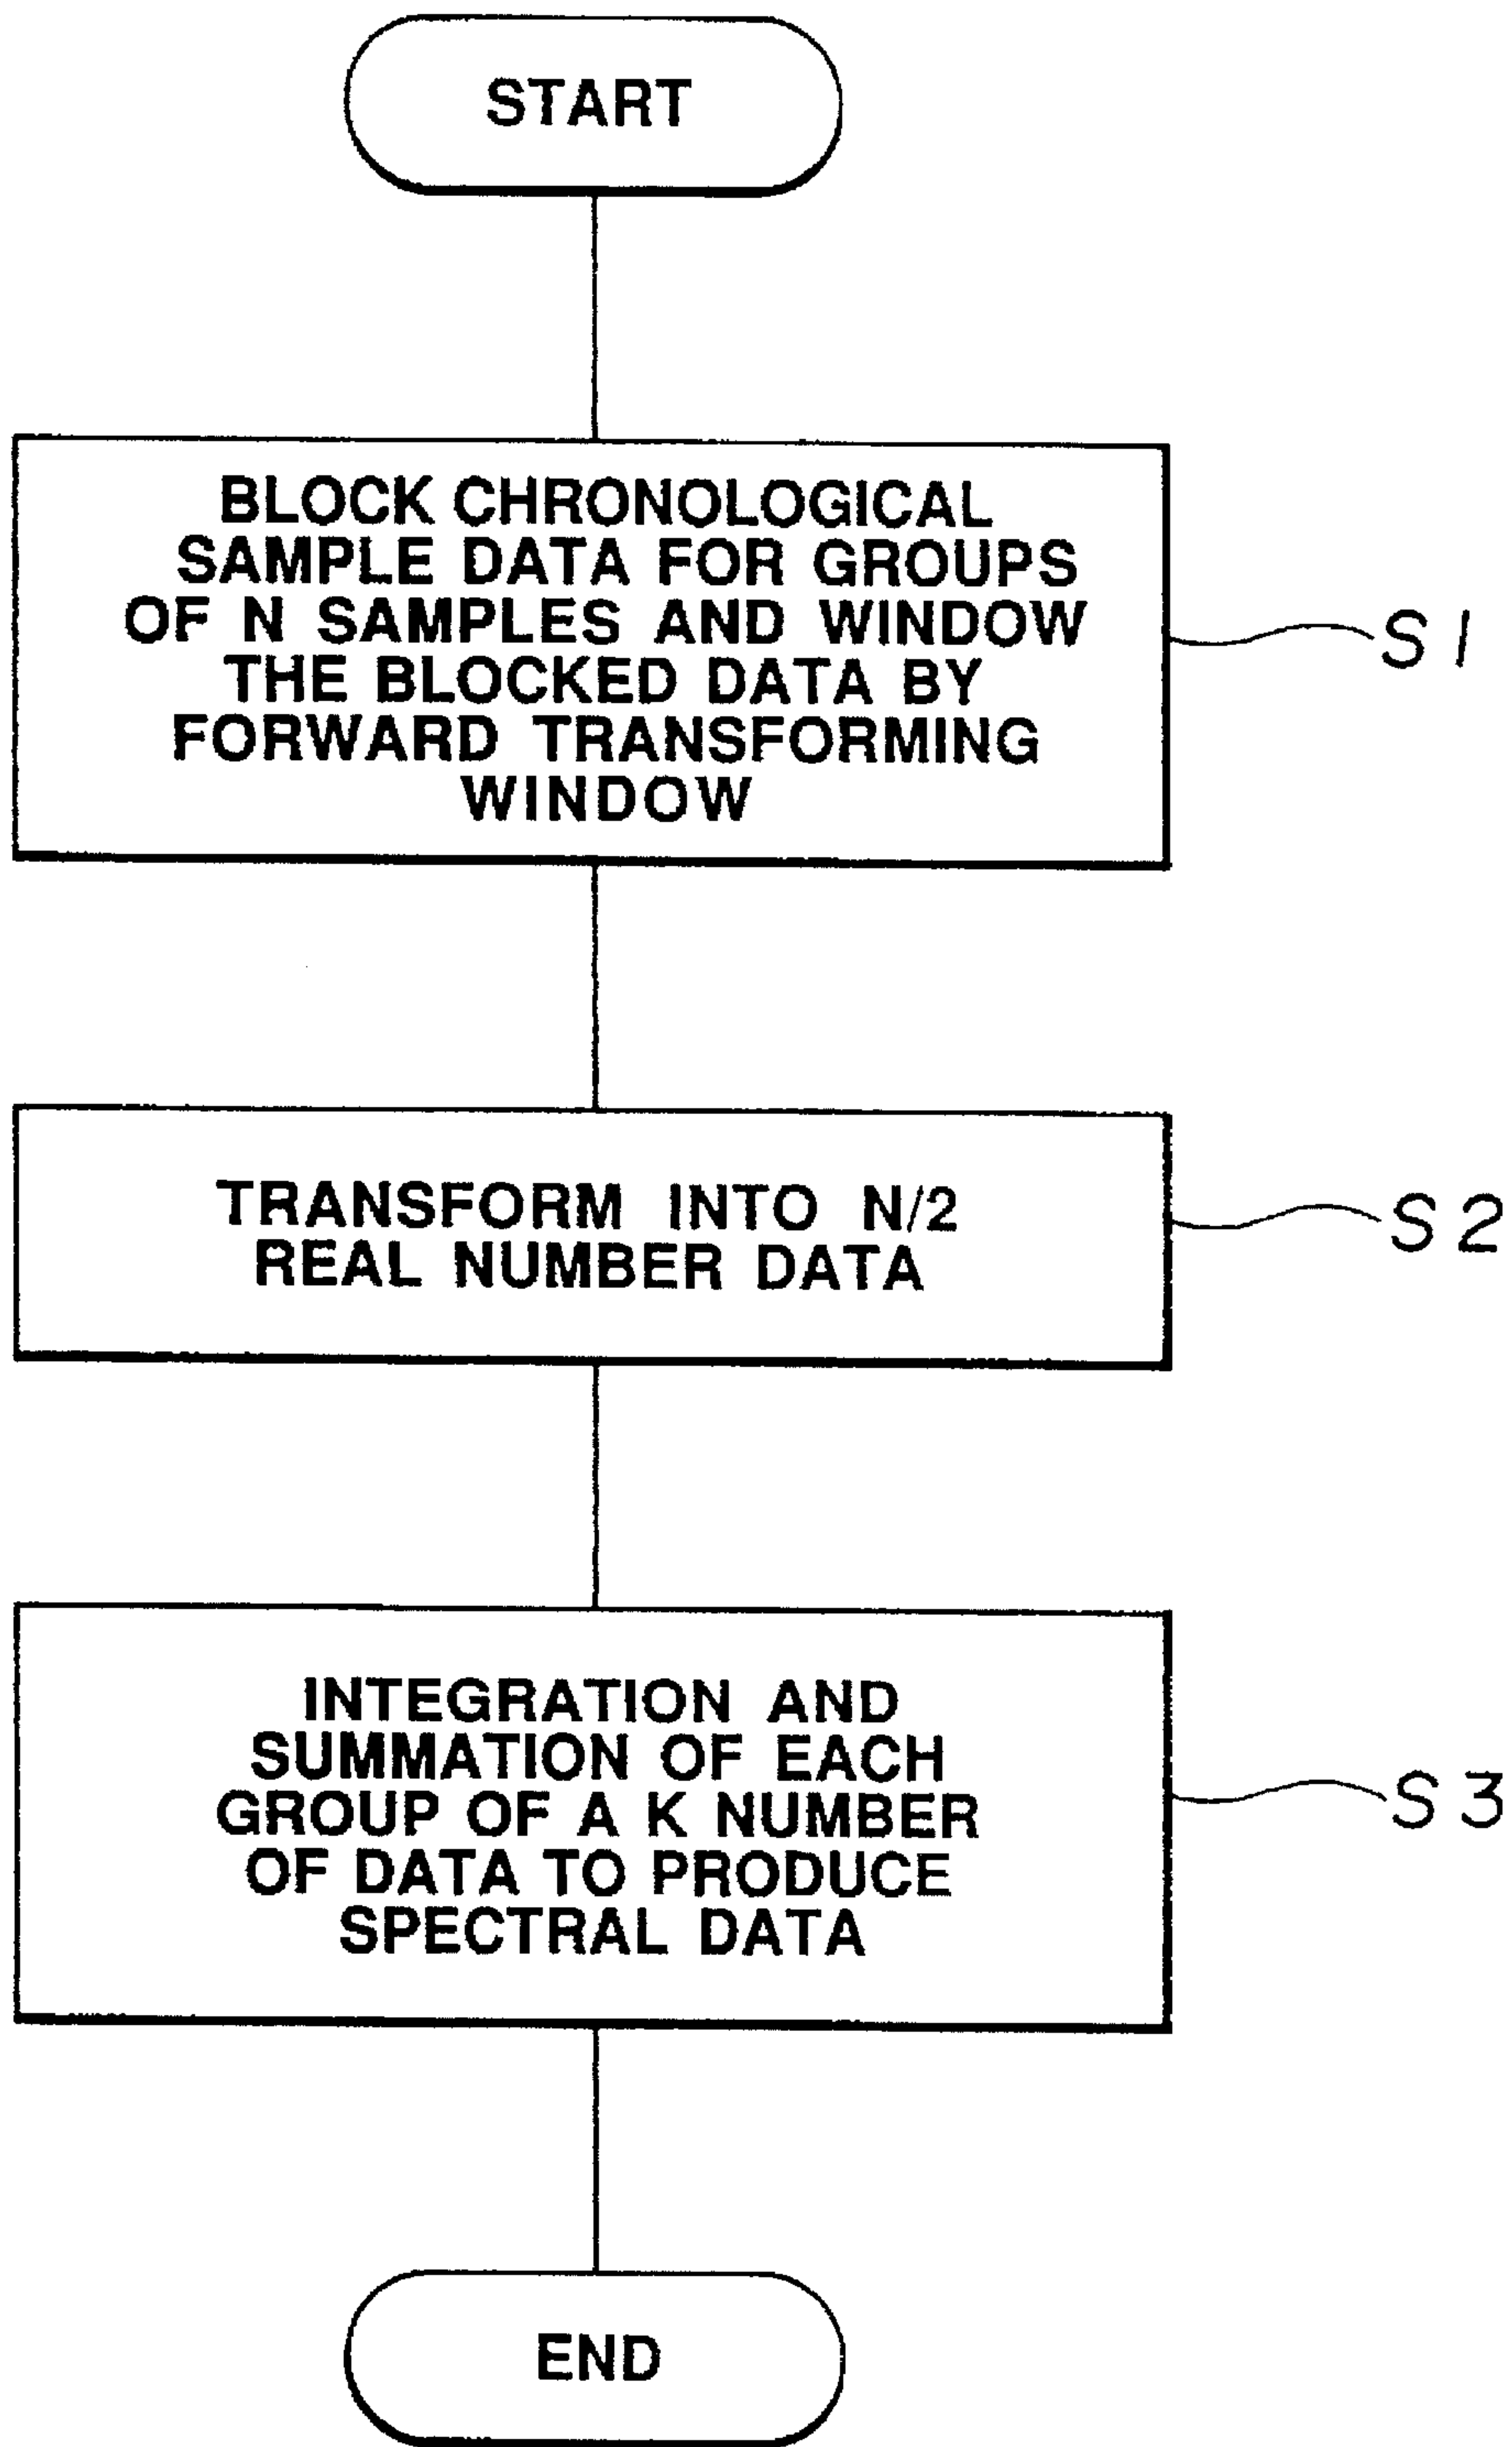 START
BLOCK CHRONOLOGICAL
SAMPLE DATA FOR GROUPS
OF N SAMPLES AND WINDOW
THE BLOCKED DATA BY
FORWARD TRANSFORMING
WINDOW
S1
TRANSFORM INTO N/2
REAL NUMBER DATA
S2
INTEGRATION AND
SUMMATION OF EACH
GROUP OF A K NUMBER
OF DATA TO PRODUCE
SPECTRAL DATA
S3
END